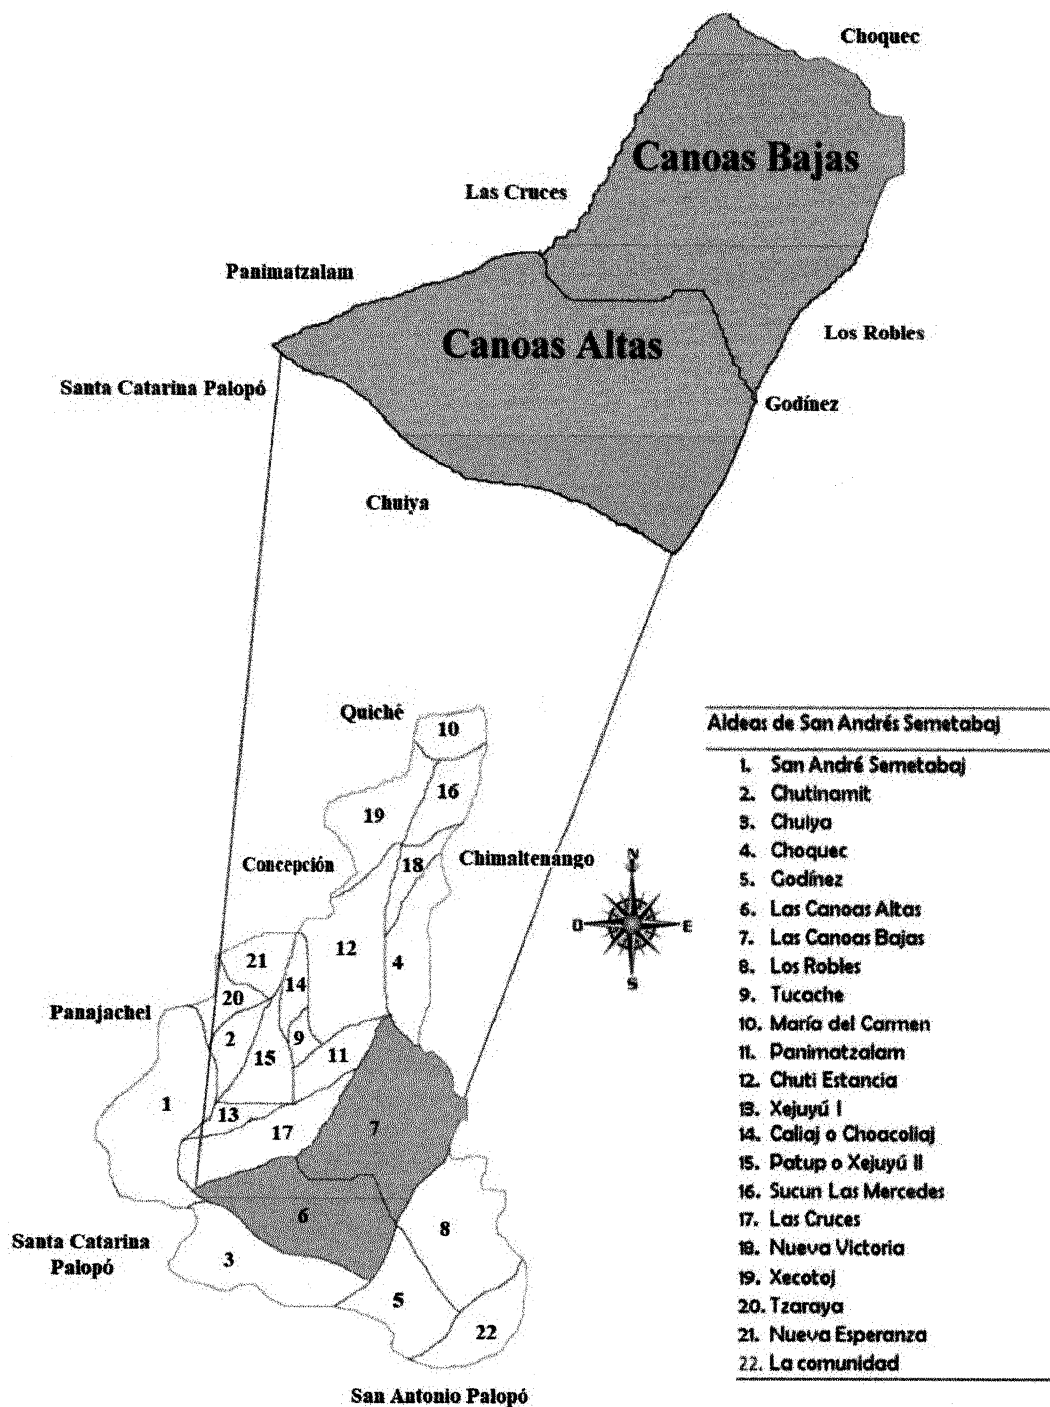 Choquec
Canoas Bajas
Las Cruces
Panimatzalam
Los Robles
Canoas Altas
Santa Catarina Palopó
Godínez
Chuiya
Quiché
10
16
19
Concepción
18
Chimaltenango
12
4
21
14
20
Panajachel
2
15
9
11
1
13
17
7
6
8
3
5
22
Santa Catarina
Palopó
San Antonio Palopó
N
O
E
S
Aldeas de San Andrés Semetabaj
1. San André Semetabaj
2. Chutinamit
3. Chuiya
4. Choquec
5. Godínez
6. Las Canoas Altas
7. Las Canoas Bajas
8. Los Robles
9. Tucache
10. María del Carmen
11. Panimatzalam
12. Chuti Estancia
13. Xejuyú I
14. Caliaj o Choacoliaj
15. Patup o Xejuyú II
16. Sucun Las Mercedes
17. Las Cruces
18. Nueva Victoria
19. Xecotoj
20. Tzaraya
21. Nueva Esperanza
22. La comunidad